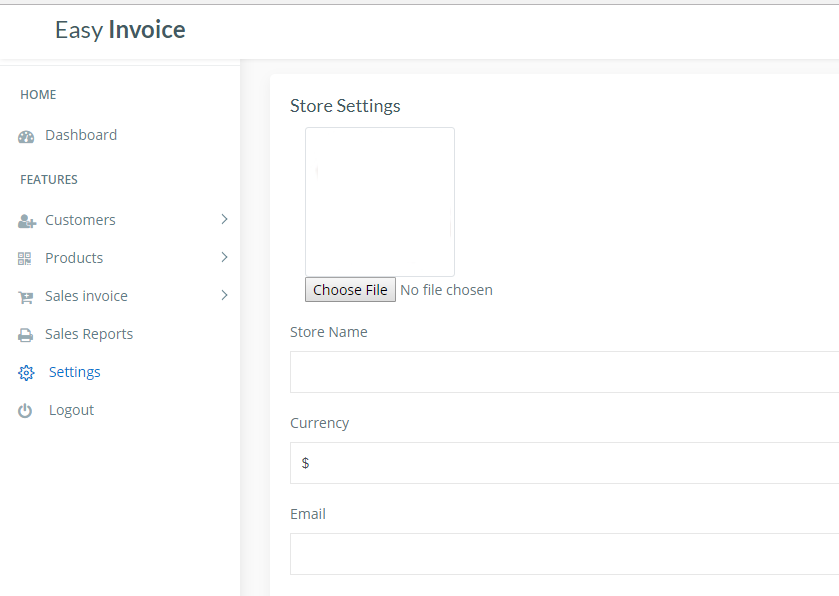 Easy Invoice
HOME
Dashboard
FEATURES
Customers
Products
Sales invoice
Sales Reports
Settings
Logout
Store Settings
Choose File No file chosen
Store Name
Currency
$
Email